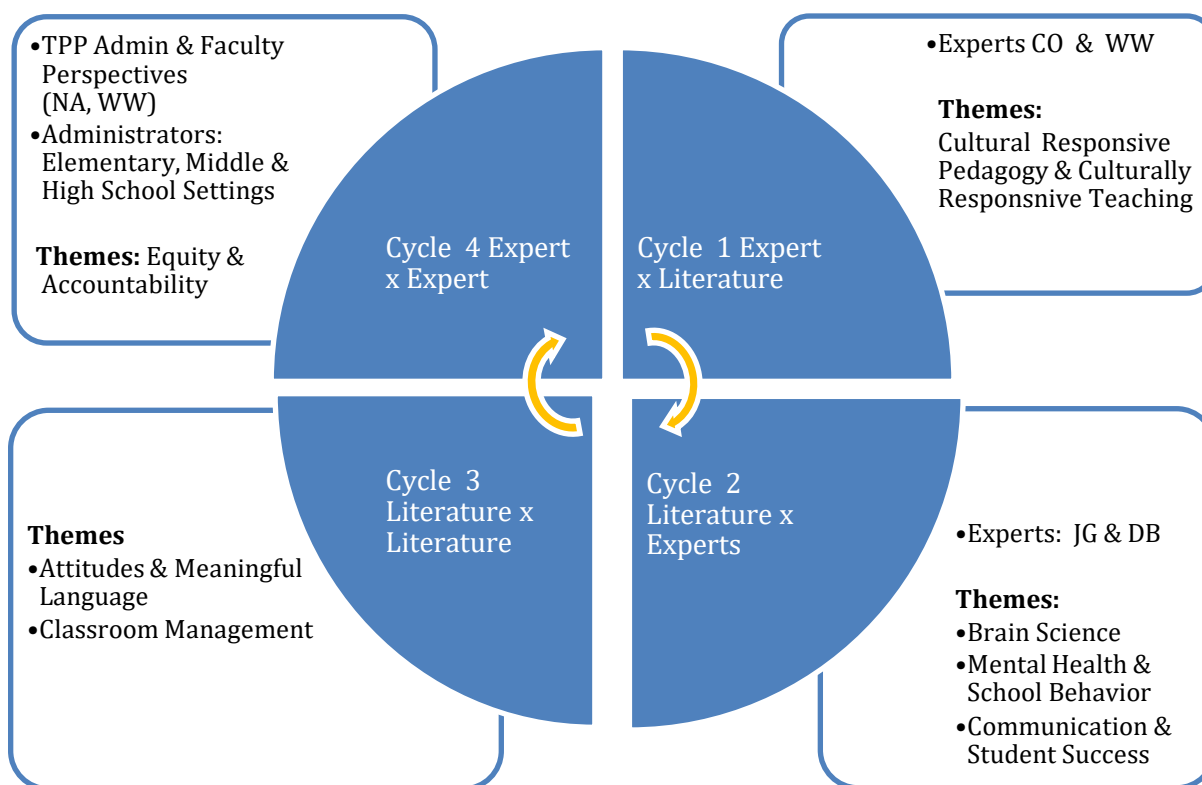 •TPP Admin & Faculty
Perspectives
(NA, WW)
•Administrators:
Elementary, Middle &
High School Settings
Themes: Equity &
Accountability
•Experts CO & WW
Themes:
Cultural Responsive
Pedagogy & Culturally
Responsnive Teaching
Cycle 4 Expert
x Expert
Cycle 1 Expert
x Literature
Cycle 3
Literature x
Literature
Cycle 2
Literature x
Experts
Themes
•Attitudes & Meaningful
Language
•Classroom Management
•Experts: JG & DB
Themes:
•Brain Science
•Mental Health &
School Behavior
•Communication &
Student Success